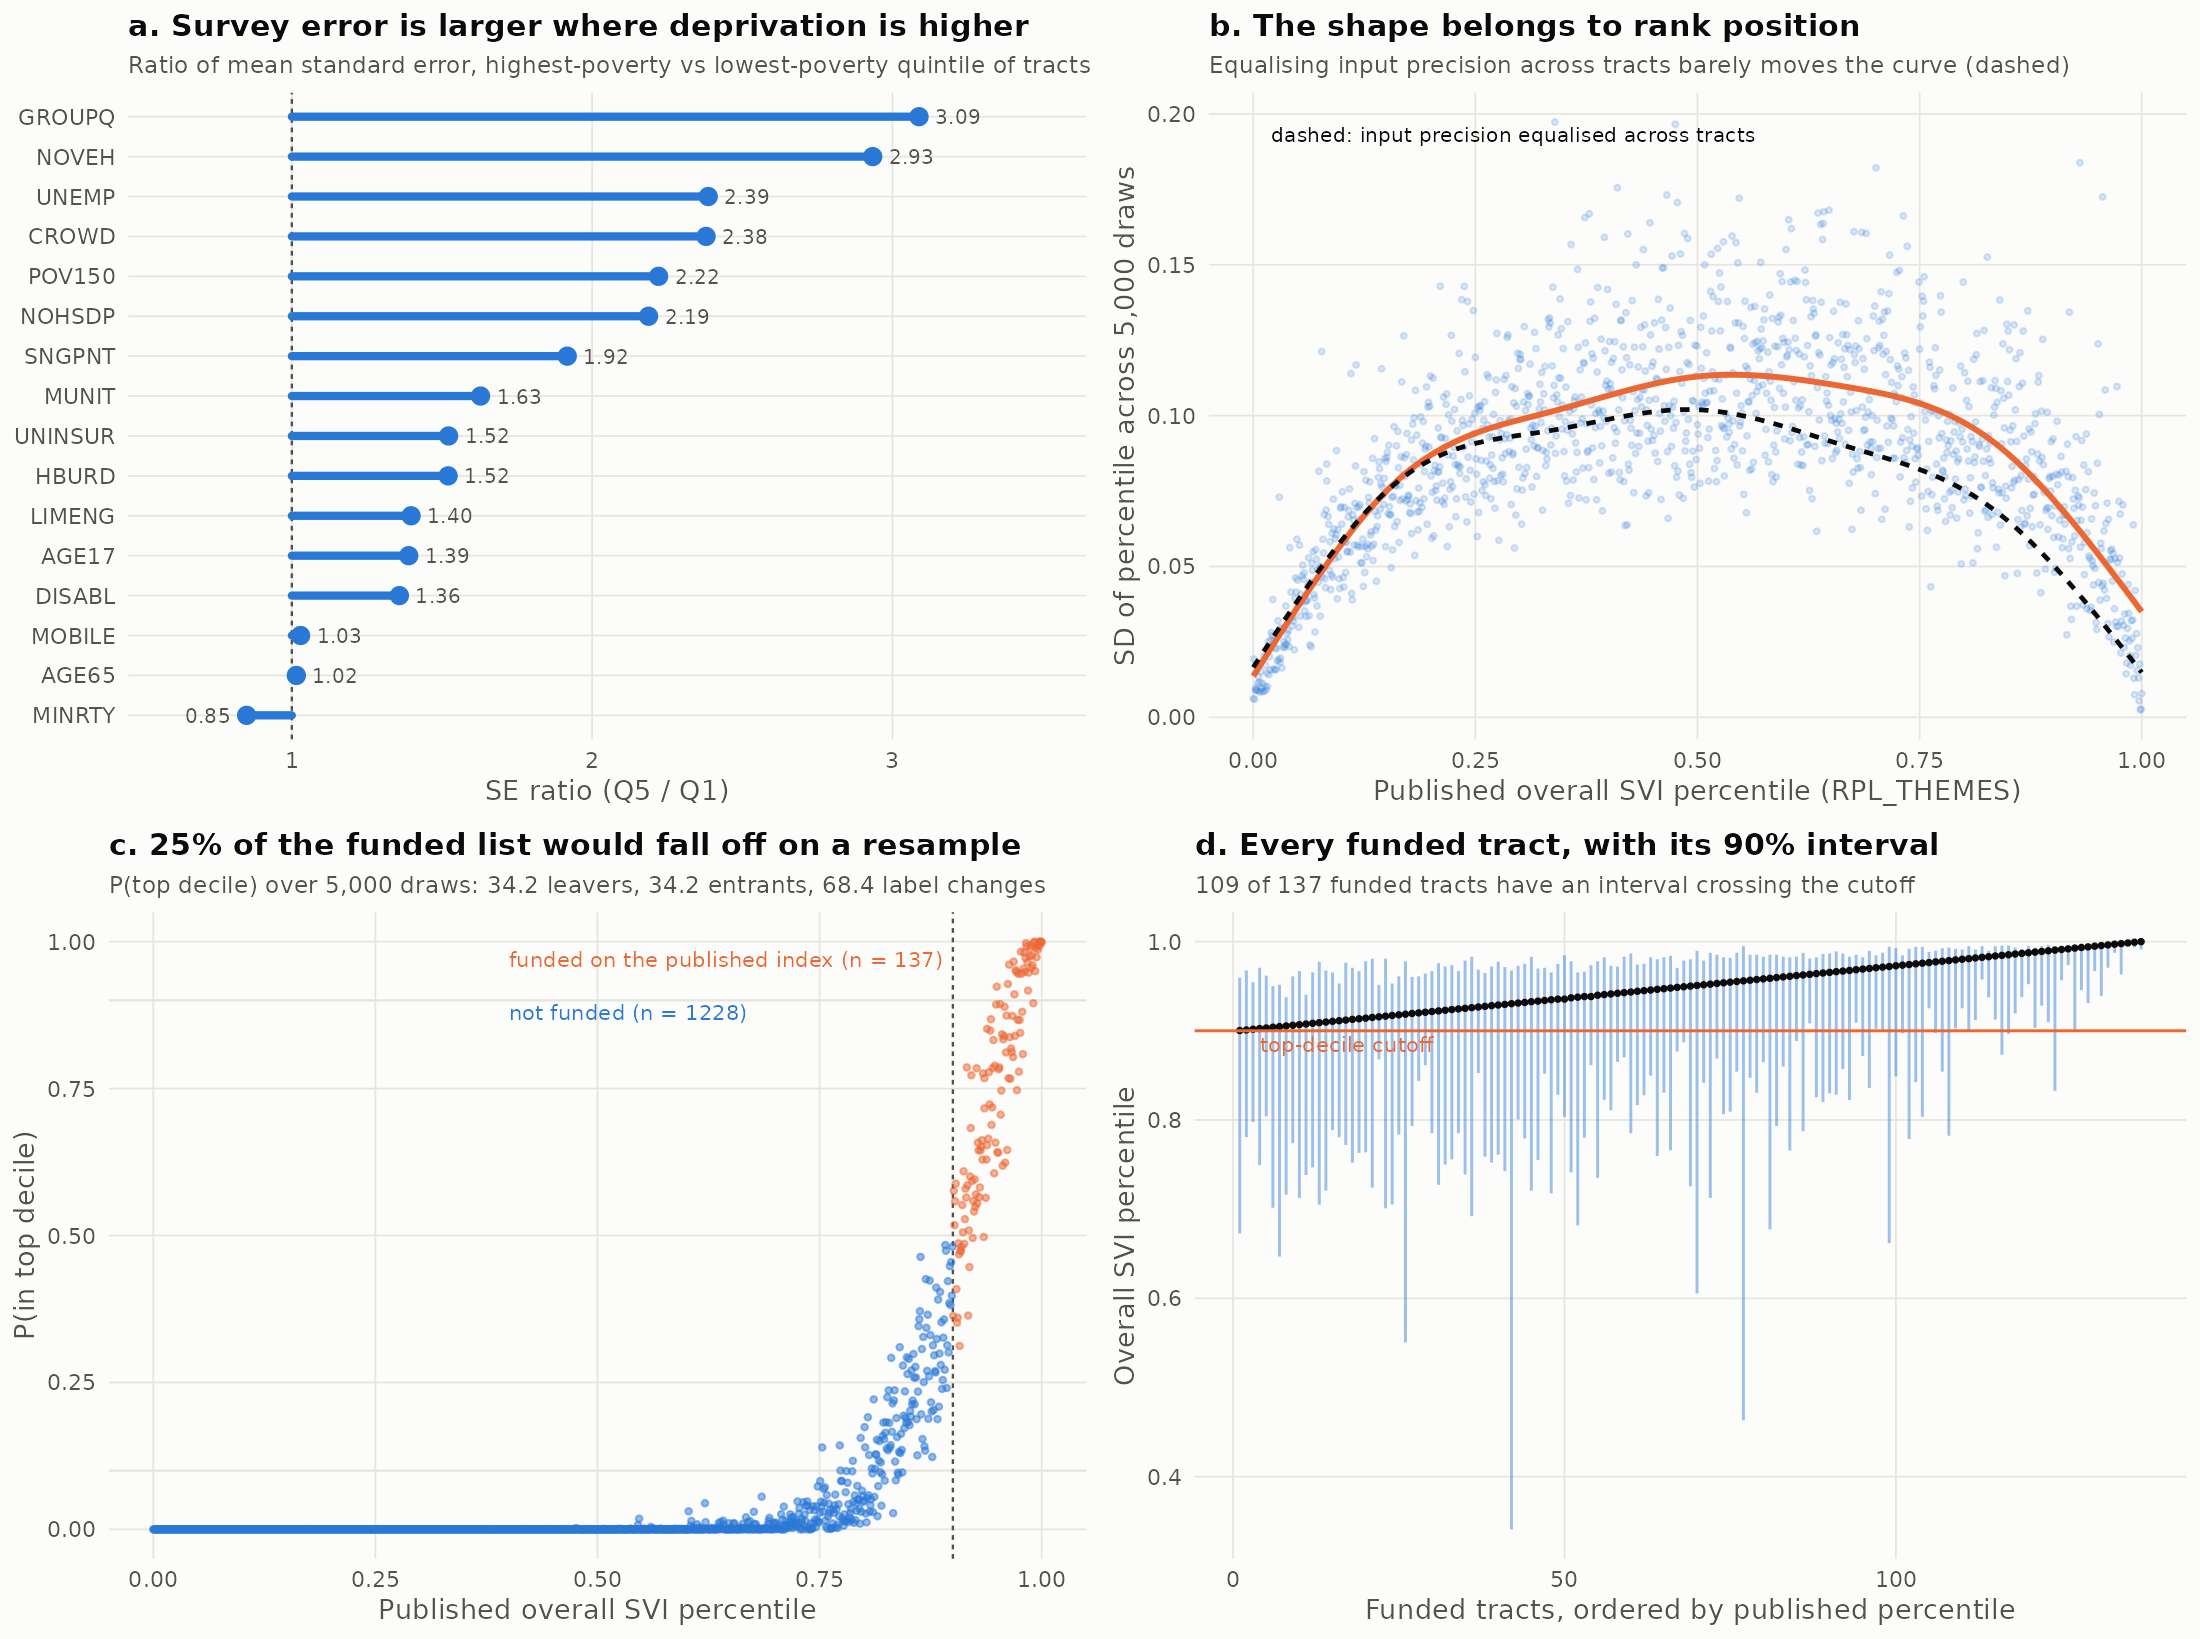 a. Survey error is larger where deprivation is higher
Ratio of mean standard error, highest-poverty vs lowest-poverty quintile of tracts
GROUPQ
3.09
NOVEH
2.93
UNEMP
2.39
CROWD
2.38
POV150
2.22
NOHSDP
2.19
SNGPNT
1.92
MUNIT
1.63
UNINSUR
1.52
HBURD
1.52
LIMENG
1.40
AGE17
1.39
DISABL
1.36
MOBILE
1.03
AGE65
1.02
MINRTY
0.85
1 2 3
SE ratio (Q5 / Q1)
b. The shape belongs to rank position
Equalising input precision across tracts barely moves the curve (dashed)
dashed: input precision equalised across tracts
SD of percentile across 5,000 draws
0.20
0.15
0.10
0.05
0.00
0.00 0.25 0.50 0.75 1.00
Published overall SVI percentile (RPL_THEMES)
c. 25% of the funded list would fall off on a resample
P(top decile) over 5,000 draws: 34.2 leavers, 34.2 entrants, 68.4 label changes
funded on the published index (n = 137)
not funded (n = 1228)
P(in top decile)
1.00
0.75
0.50
0.25
0.00
0.00 0.25 0.50 0.75 1.00
Published overall SVI percentile
d. Every funded tract, with its 90% interval
109 of 137 funded tracts have an interval crossing the cutoff
top-decile cutoff
Overall SVI percentile
1.0
0.8
0.6
0.4
0 50 100
Funded tracts, ordered by published percentile